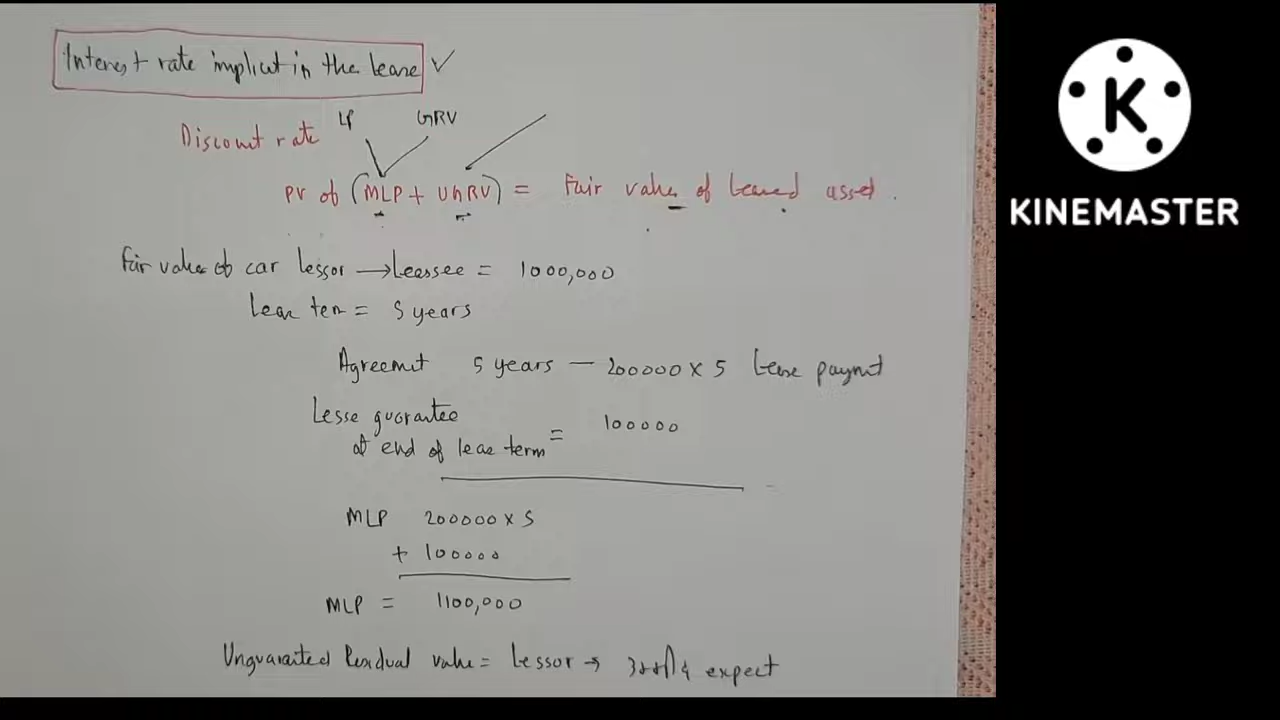 Interest rate implicit in the lease ✓
LP GRV
Discount rate
PV of (MLP + UGRV) = Fair value of leased asset.
Fair value of car lessor → Leassee = 1000,000
Lease term = 5 years
Agreement 5 years — 200000 x 5 lease payment
Lesse guarantee
at end of lease term = 100000
MLP 200000 x 5
+ 100000
MLP = 1100,000
Unguaranteed Residual value = Lessor → expect
K
KINEMASTER